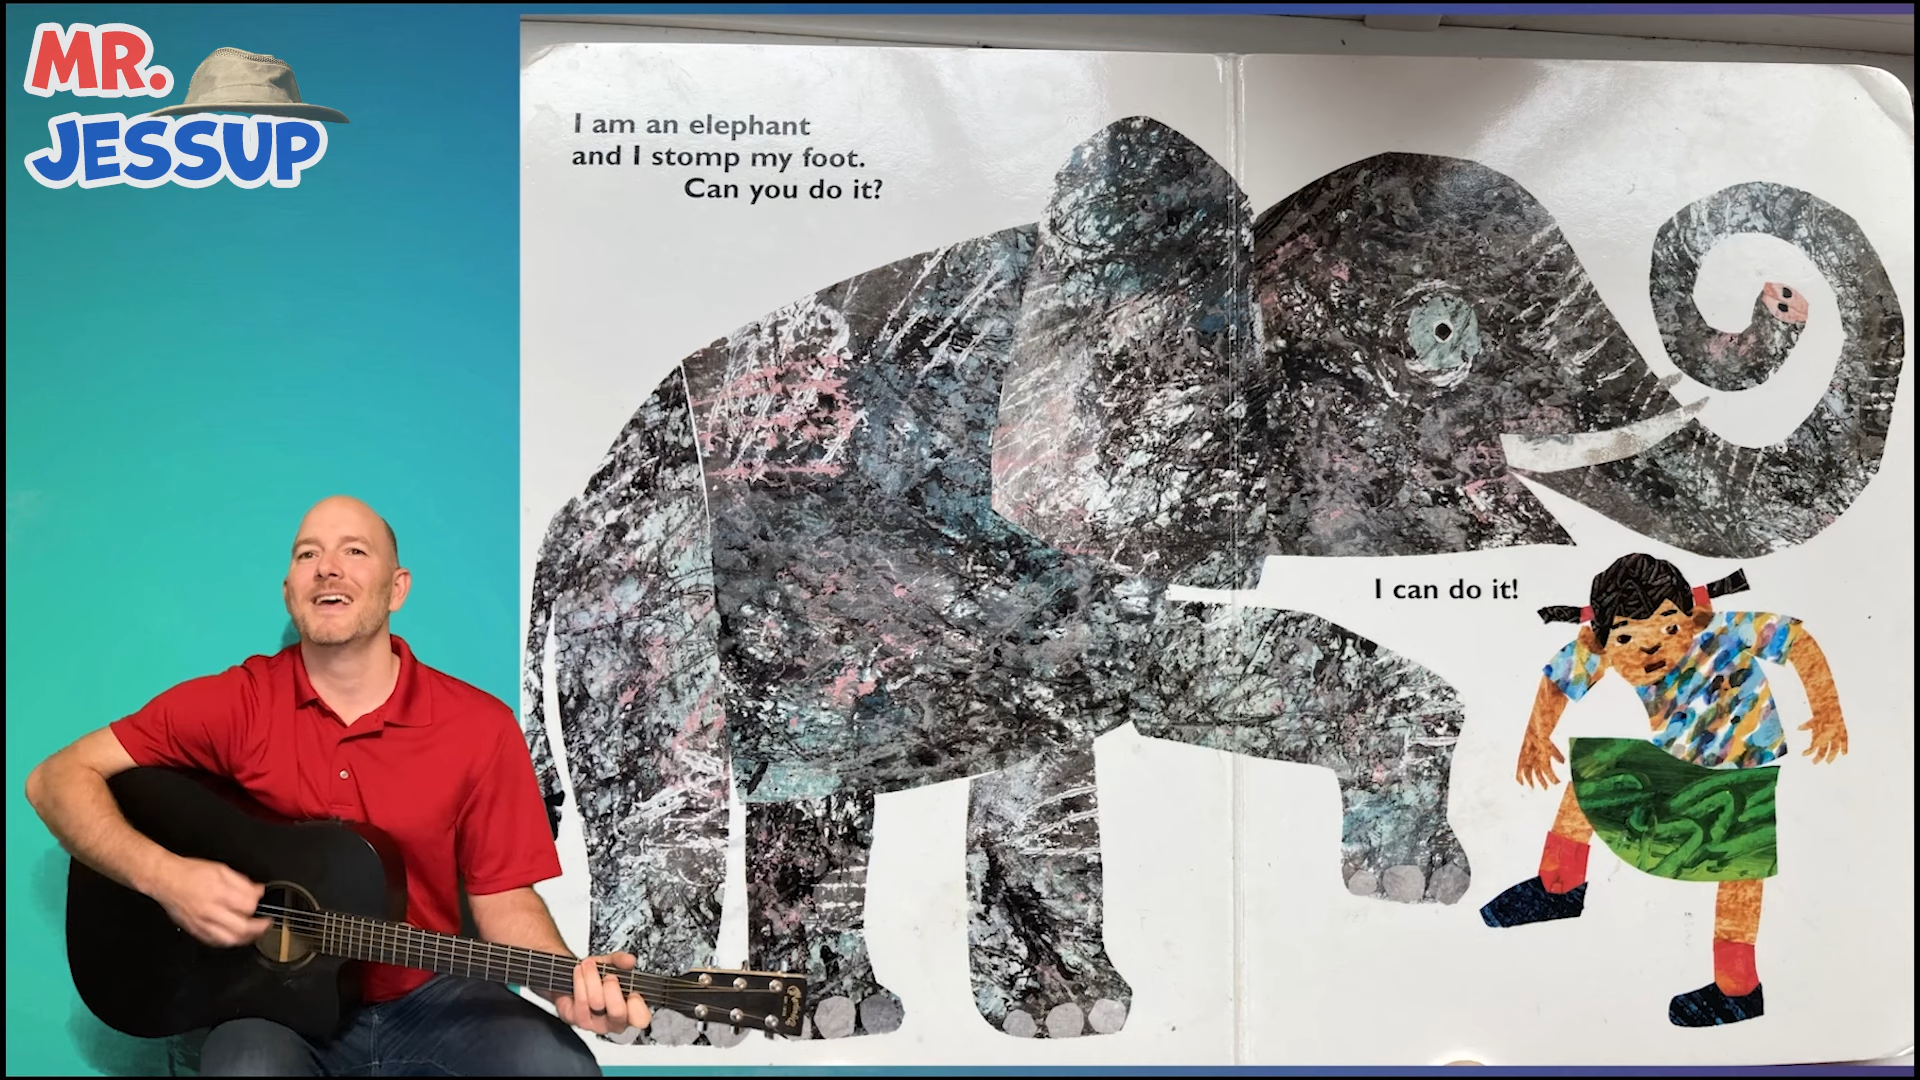 MR.
JESSUP
I am an elephant
and I stomp my foot.
Can you do it?
I can do it!